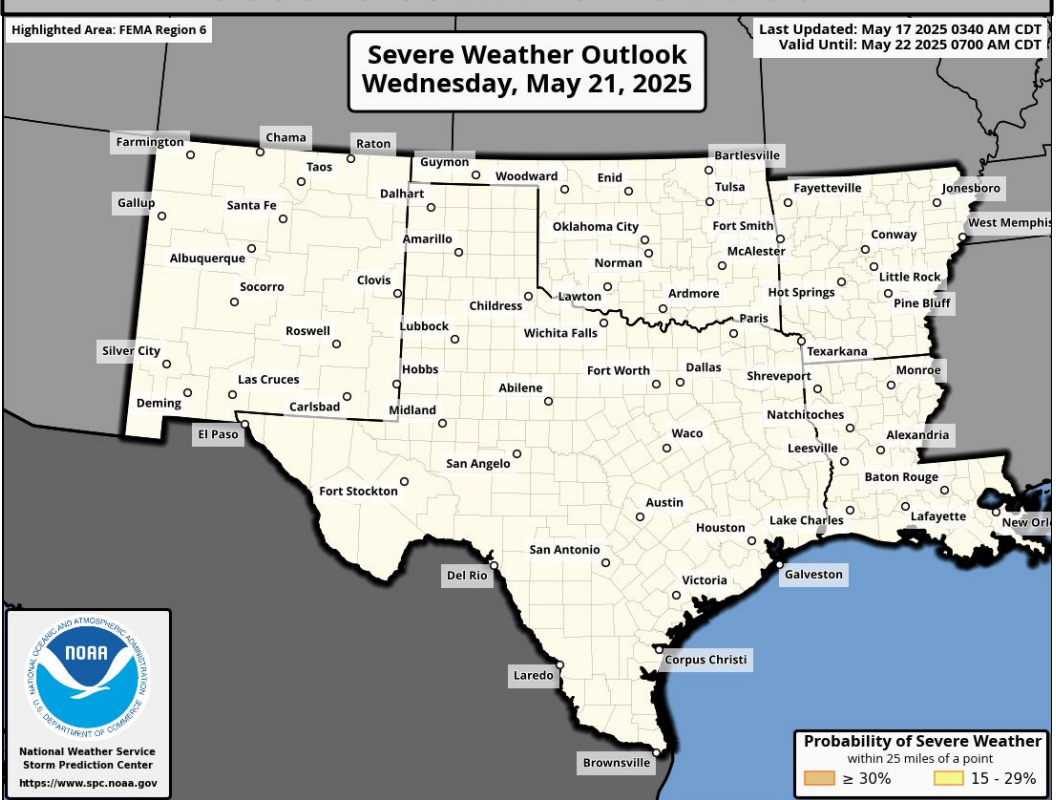 Highlighted Area: FEMA Region 6
Last Updated: May 17 2025 0340 AM CDT
Valid Until: May 22 2025 0700 AM CDT
Severe Weather Outlook
Wednesday, May 21, 2025
Farmington
Chama
Raton
Taos
Guymon
Woodward
Enid
Bartlesville
Tulsa
Fayetteville
Jonesboro
Gallup
Santa Fe
Dalhart
Oklahoma City
Fort Smith
West Memphis
Albuquerque
Amarillo
Norman
McAlester
Conway
Socorro
Clovis
Childress
Lawton
Ardmore
Hot Springs
Little Rock
Pine Bluff
Roswell
Lubbock
Wichita Falls
Paris
Silver City
Texarkana
Las Cruces
Hobbs
Abilene
Fort Worth
Dallas
Shreveport
Monroe
Deming
Carlsbad
Midland
Natchitoches
El Paso
Waco
Alexandria
San Angelo
Leesville
Fort Stockton
Baton Rouge
Austin
Houston
Lake Charles
Lafayette
New Orl
San Antonio
Del Rio
Victoria
Galveston
Laredo
Corpus Christi
Brownsville
NATIONAL OCEANIC AND ATMOSPHERIC ADMINISTRATION
NOAA
U.S. DEPARTMENT OF COMMERCE
National Weather Service
Storm Prediction Center
https://www.spc.noaa.gov
Probability of Severe Weather
within 25 miles of a point
≥ 30%
15 - 29%